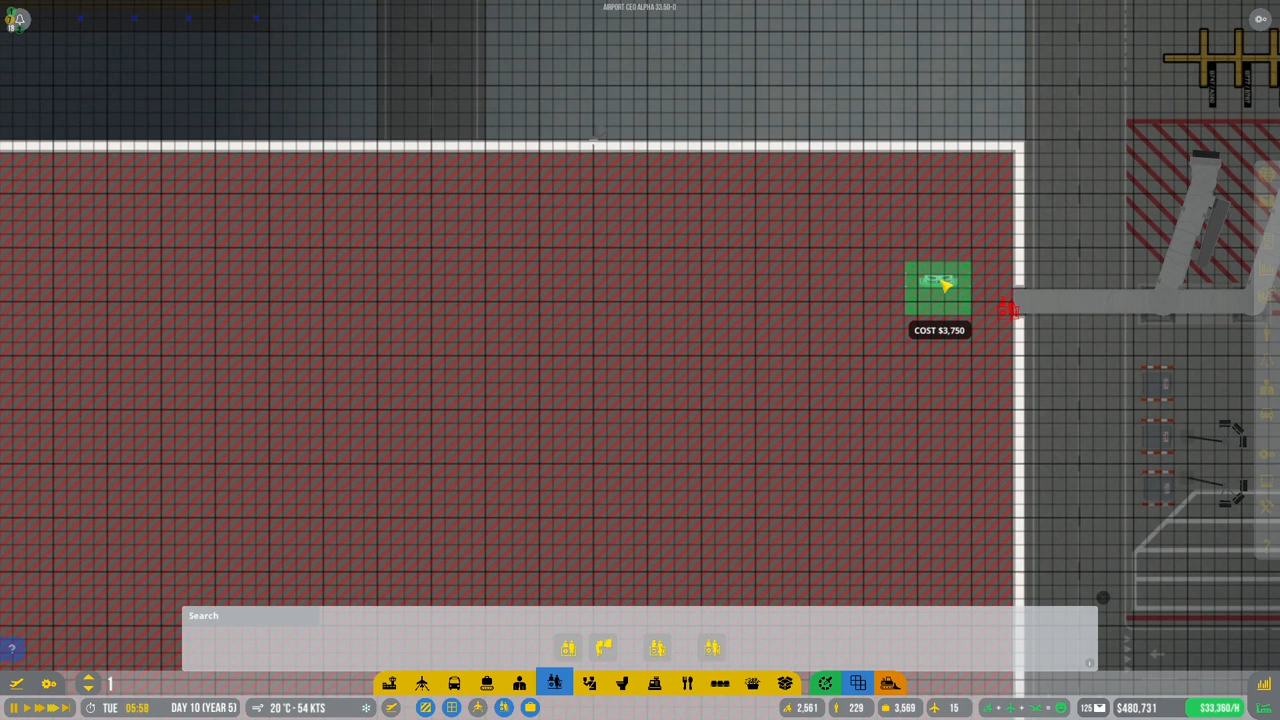 AIRPORT CEO ALPHA 33.50-0
18
COST $3,750
Search
?
1
TUE 05:58 DAY 10 (YEAR 5) 20°C - 54 KTS
2,561 229 3,569 15 125 $480,731 $33,360/H